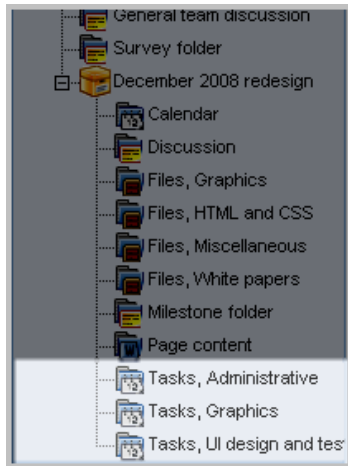 General team discussion
Survey folder
December 2008 redesign
Calendar
Discussion
Files, Graphics
Files, HTML and CSS
Files, Miscellaneous
Files, White papers
Milestone folder
Page content
Tasks, Administrative
Tasks, Graphics
Tasks, UI design and tes